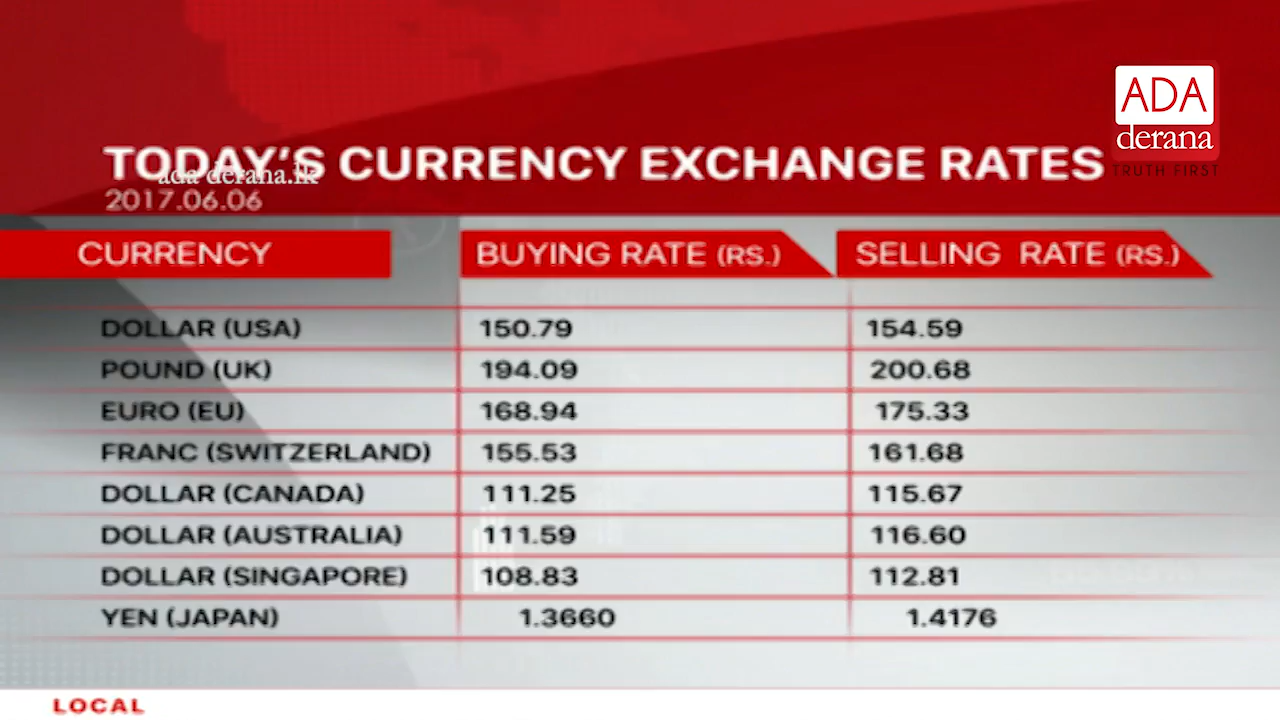 ADA
derana
TRUTH FIRST
TODAY'S CURRENCY EXCHANGE RATES
ada derana.lk
2017.06.06
CURRENCY BUYING RATE (RS.) SELLING RATE (RS.)
DOLLAR (USA) 150.79 154.59
POUND (UK) 194.09 200.68
EURO (EU) 168.94 175.33
FRANC (SWITZERLAND) 155.53 161.68
DOLLAR (CANADA) 111.25 115.67
DOLLAR (AUSTRALIA) 111.59 116.60
DOLLAR (SINGAPORE) 108.83 112.81
YEN (JAPAN) 1.3660 1.4176
LOCAL